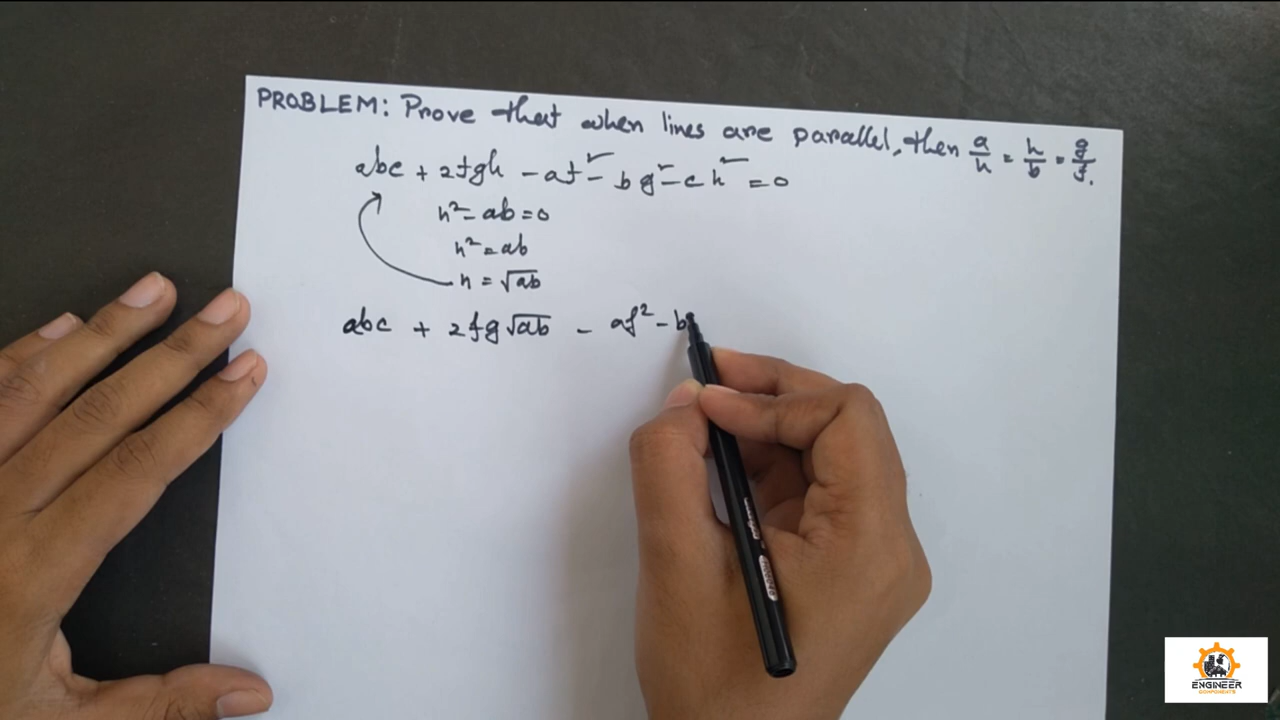 PROBLEM: Prove that when lines are parallel, then a/h = h/b = g/f.
abc + 2fgh - af² - bg² - ch² = 0
h² - ab = 0
h² = ab
h = √ab
abc + 2fg√ab - af² - b
ENGINEER
COMPONENTS